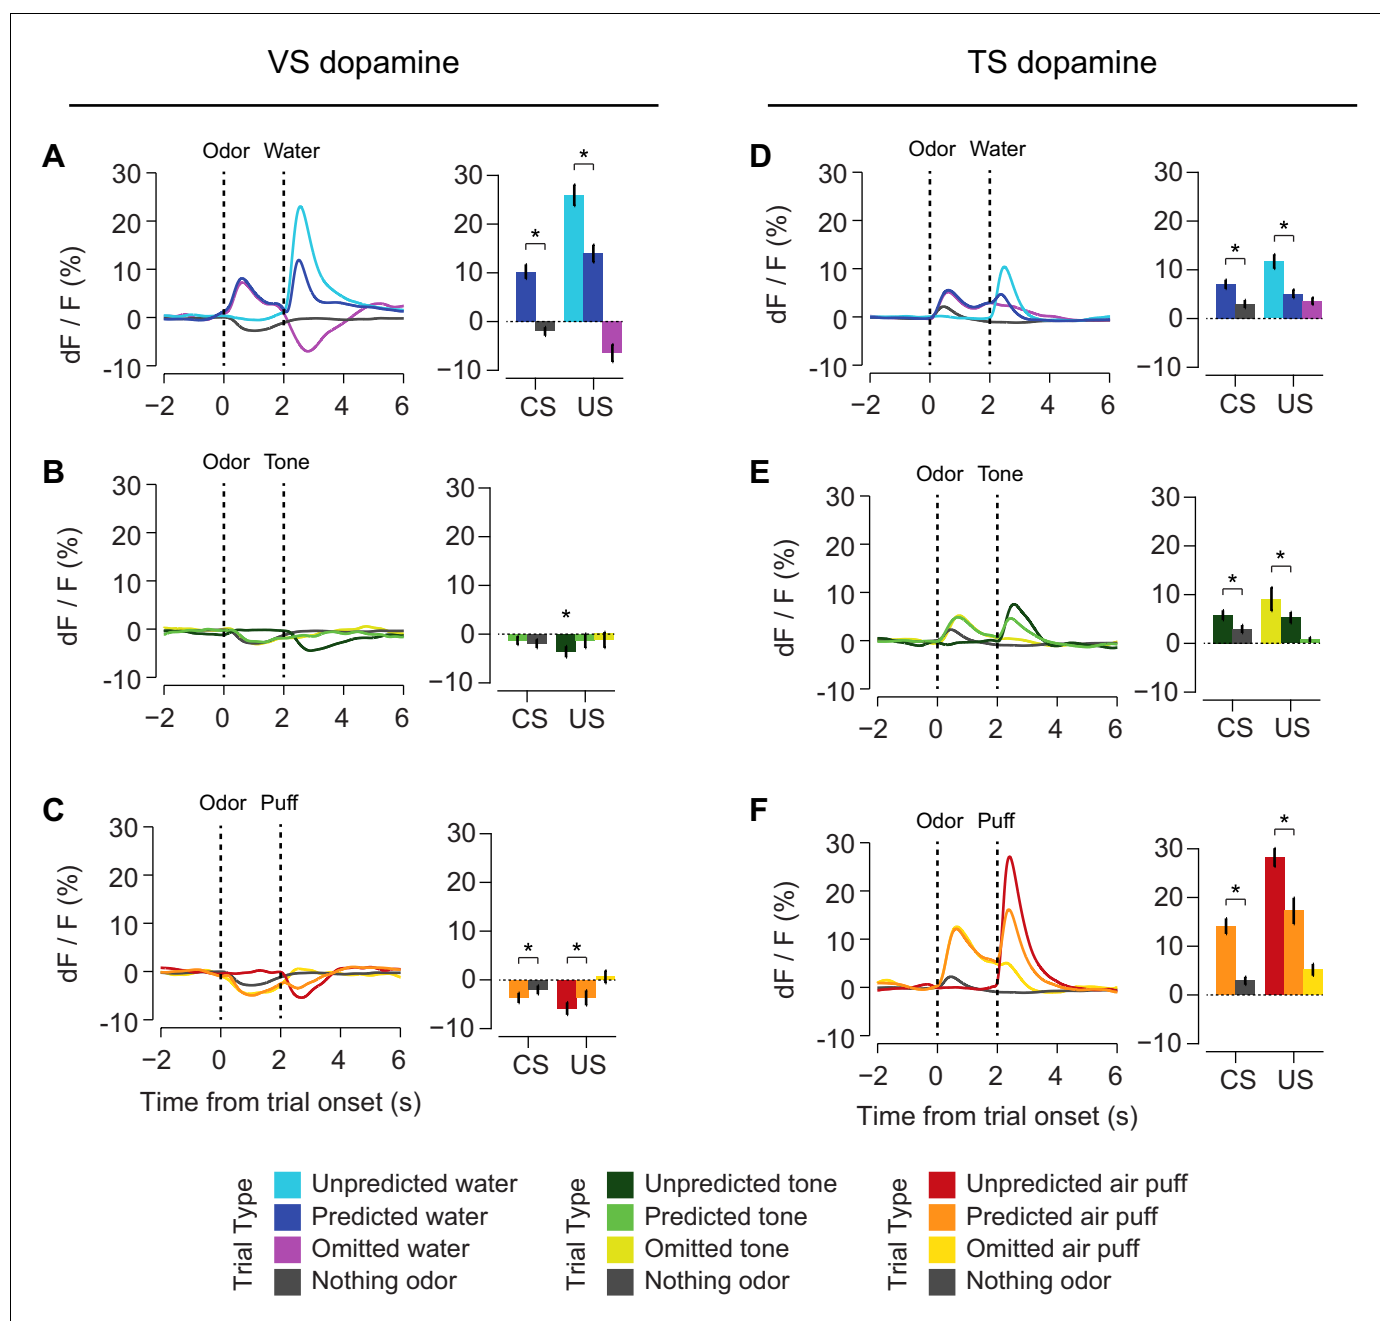 VS dopamine
TS dopamine
A
Odor Water
dF / F (%)
30
20
10
0
-10
−2 0 2 4 6
30
20
10
0
−10
CS US
*
*
D
Odor Water
dF / F (%)
30
20
10
0
-10
−2 0 2 4 6
30
20
10
0
−10
CS US
*
*
B
Odor Tone
dF / F (%)
30
20
10
0
-10
−2 0 2 4 6
30
20
10
0
−10
CS US
*
E
Odor Tone
dF / F (%)
30
20
10
0
-10
−2 0 2 4 6
30
20
10
0
−10
CS US
*
*
C
Odor Puff
dF / F (%)
30
20
10
0
-10
−2 0 2 4 6
Time from trial onset (s)
30
20
10
0
−10
CS US
*
*
F
Odor Puff
dF / F (%)
30
20
10
0
-10
−2 0 2 4 6
Time from trial onset (s)
30
20
10
0
−10
CS US
*
*
Trial Type
Unpredicted water
Predicted water
Omitted water
Nothing odor
Trial Type
Unpredicted tone
Predicted tone
Omitted tone
Nothing odor
Trial Type
Unpredicted air puff
Predicted air puff
Omitted air puff
Nothing odor